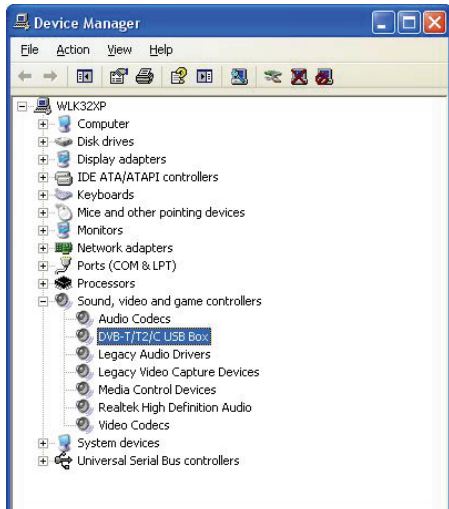 Device Manager
File Action View Help
WLK32XP
Computer
Disk drives
Display adapters
IDE ATA/ATAPI controllers
Keyboards
Mice and other pointing devices
Monitors
Network adapters
Ports (COM & LPT)
Processors
Sound, video and game controllers
Audio Codecs
DVB-T/T2/C USB Box
Legacy Audio Drivers
Legacy Video Capture Devices
Media Control Devices
Realtek High Definition Audio
Video Codecs
System devices
Universal Serial Bus controllers